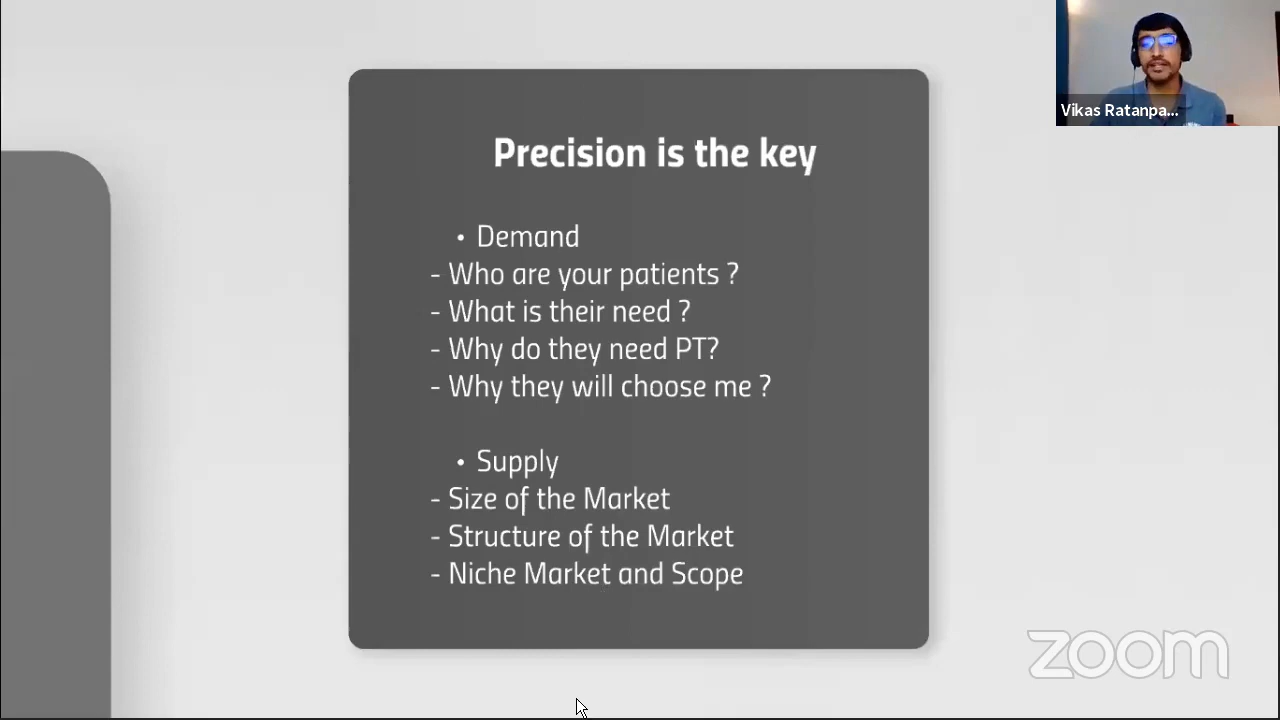 Precision is the key
• Demand
- Who are your patients ?
- What is their need ?
- Why do they need PT?
- Why they will choose me ?
• Supply
- Size of the Market
- Structure of the Market
- Niche Market and Scope
Vikas Ratanpa...
zoom